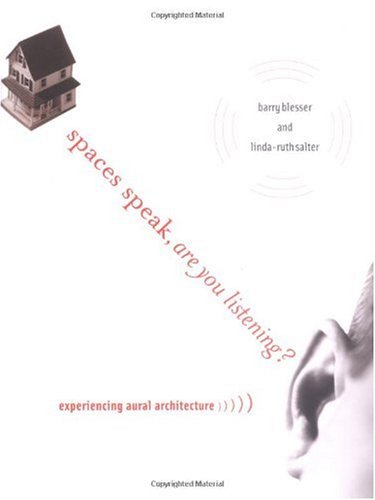 Copyrighted Material
barry blesser
and
linda-ruth salter
spaces speak, are you listening?
experiencing aural architecture )))))
Copyrighted Material